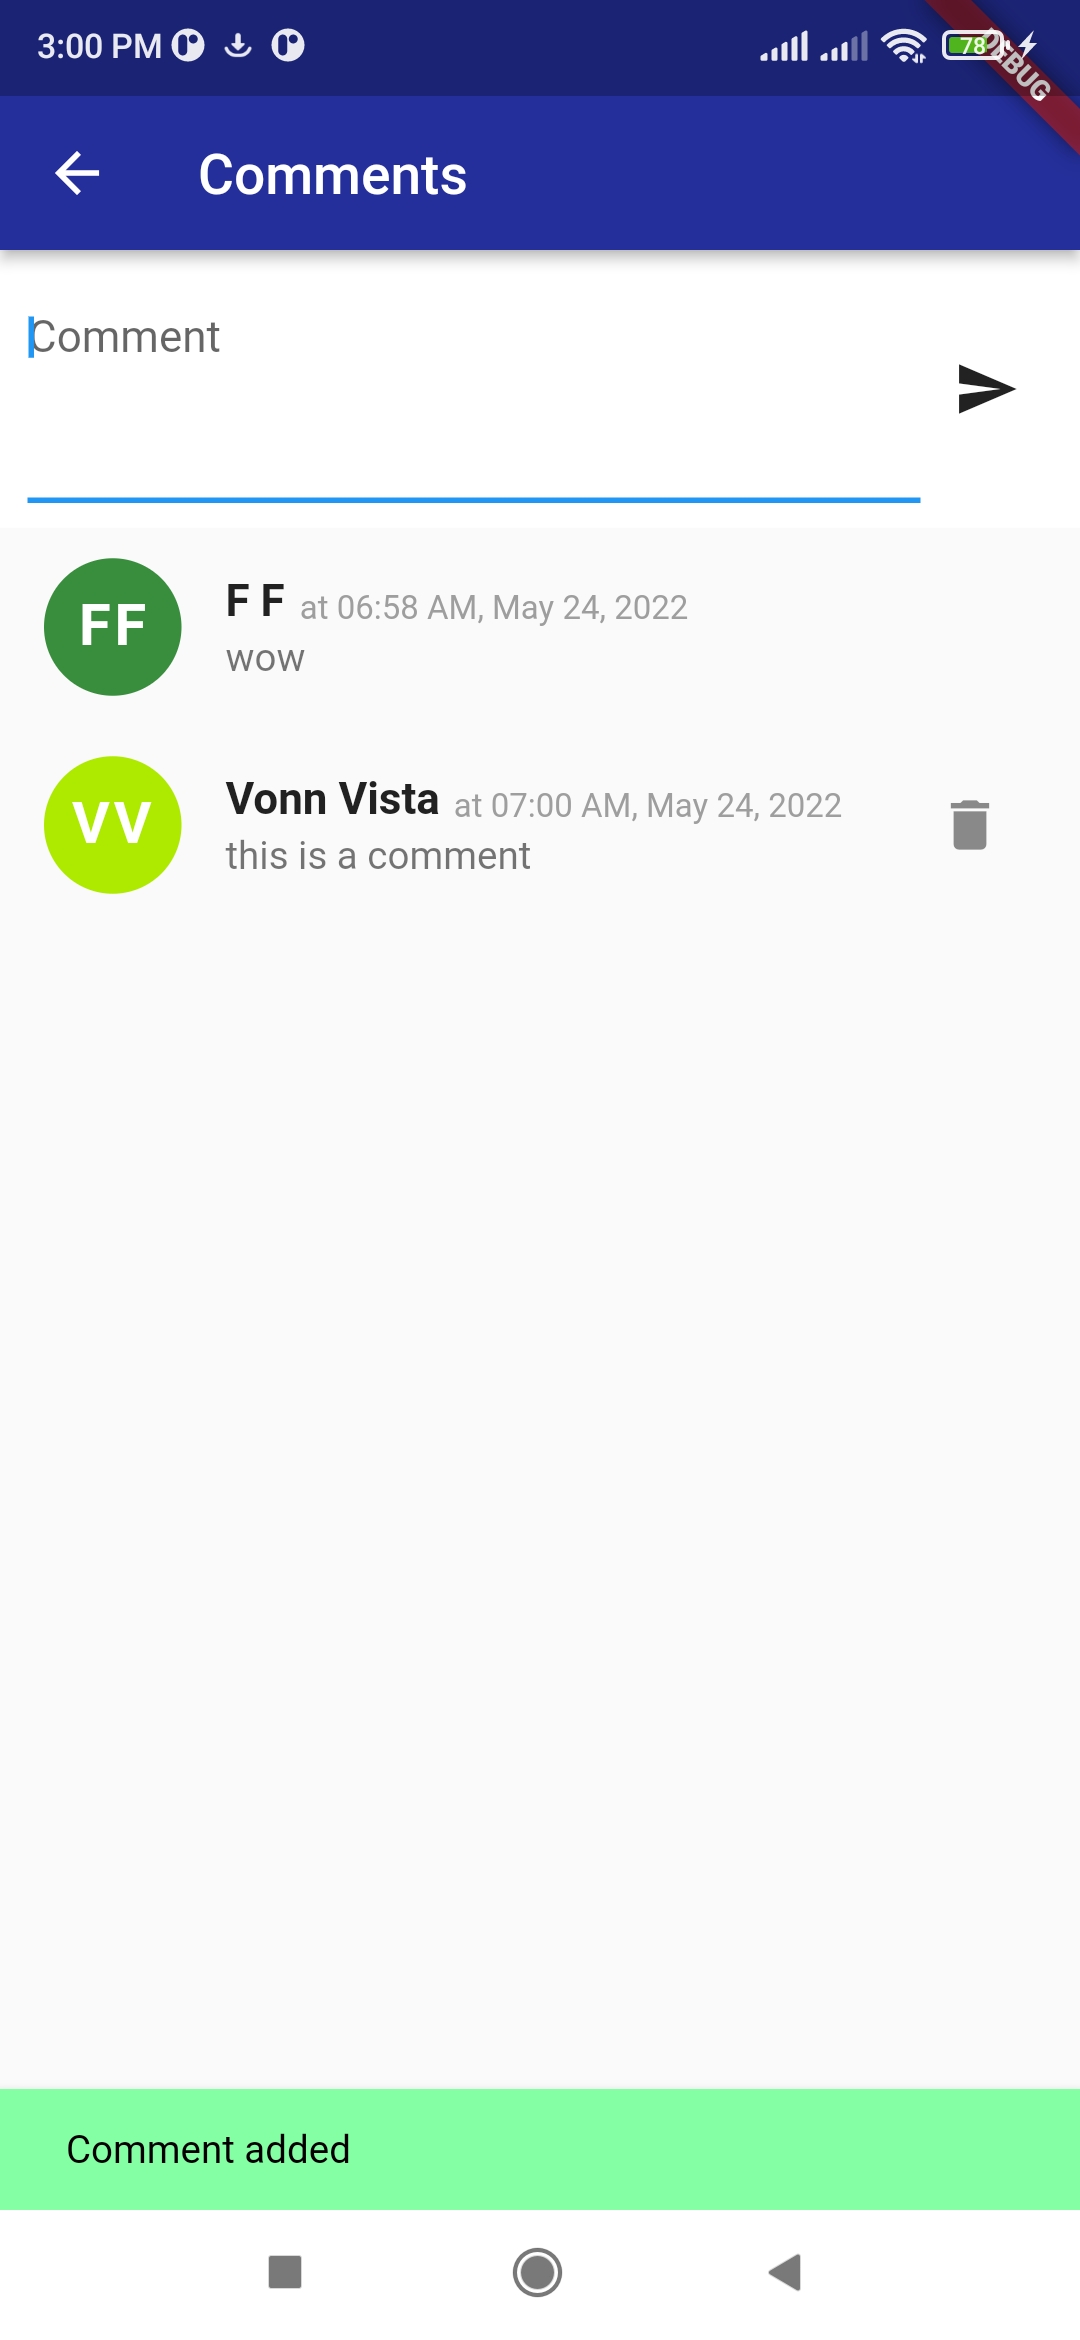 3:00 PM
78
DEBUG
Comments
Comment
FF
F F at 06:58 AM, May 24, 2022
wow
VV
Vonn Vista at 07:00 AM, May 24, 2022
this is a comment
Comment added